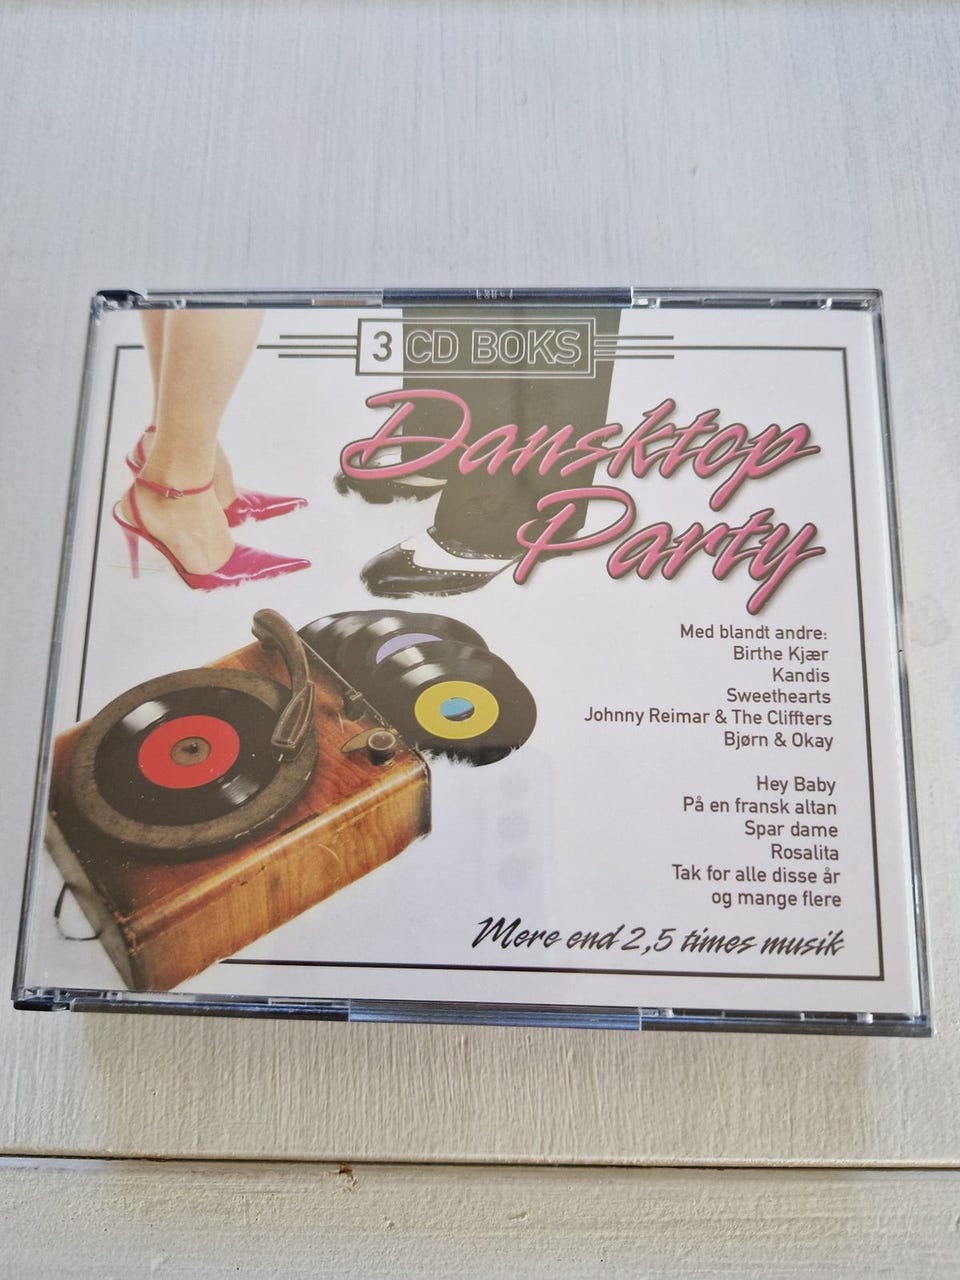 3 CD BOKS
Dansktop
Party
Med blandt andre:
Birthe Kjær
Kandis
Sweethearts
Johnny Reimar & The Cliffters
Bjørn & Okay
Hey Baby
På en fransk altan
Spar dame
Rosalita
Tak for alle disse år
og mange flere
Mere end 2,5 times musik